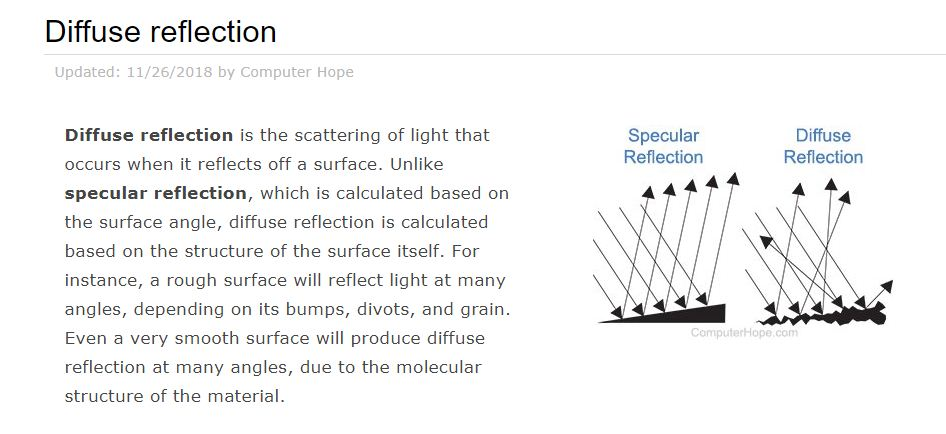 Diffuse reflection
Updated: 11/26/2018 by Computer Hope
Diffuse reflection is the scattering of light that
occurs when it reflects off a surface. Unlike
specular reflection, which is calculated based on
the surface angle, diffuse reflection is calculated
based on the structure of the surface itself. For
instance, a rough surface will reflect light at many
angles, depending on its bumps, divots, and grain.
Even a very smooth surface will produce diffuse
reflection at many angles, due to the molecular
structure of the material.
Specular
Reflection
Diffuse
Reflection
ComputerHope.com